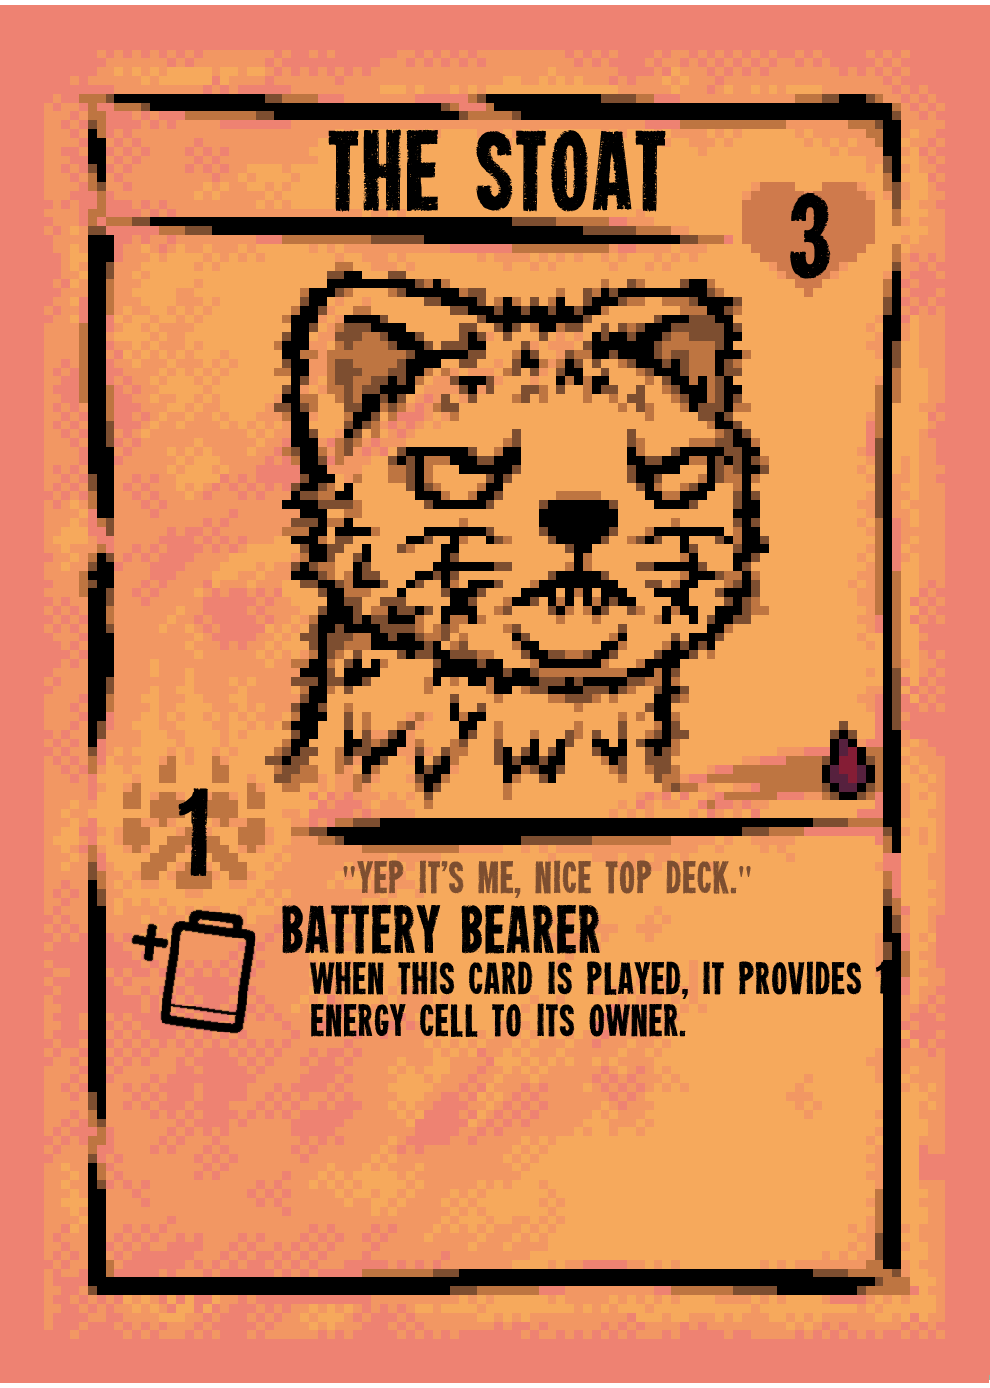 THE STOAT
3
1
"YEP IT'S ME, NICE TOP DECK."
BATTERY BEARER
WHEN THIS CARD IS PLAYED, IT PROVIDES 1
ENERGY CELL TO ITS OWNER.